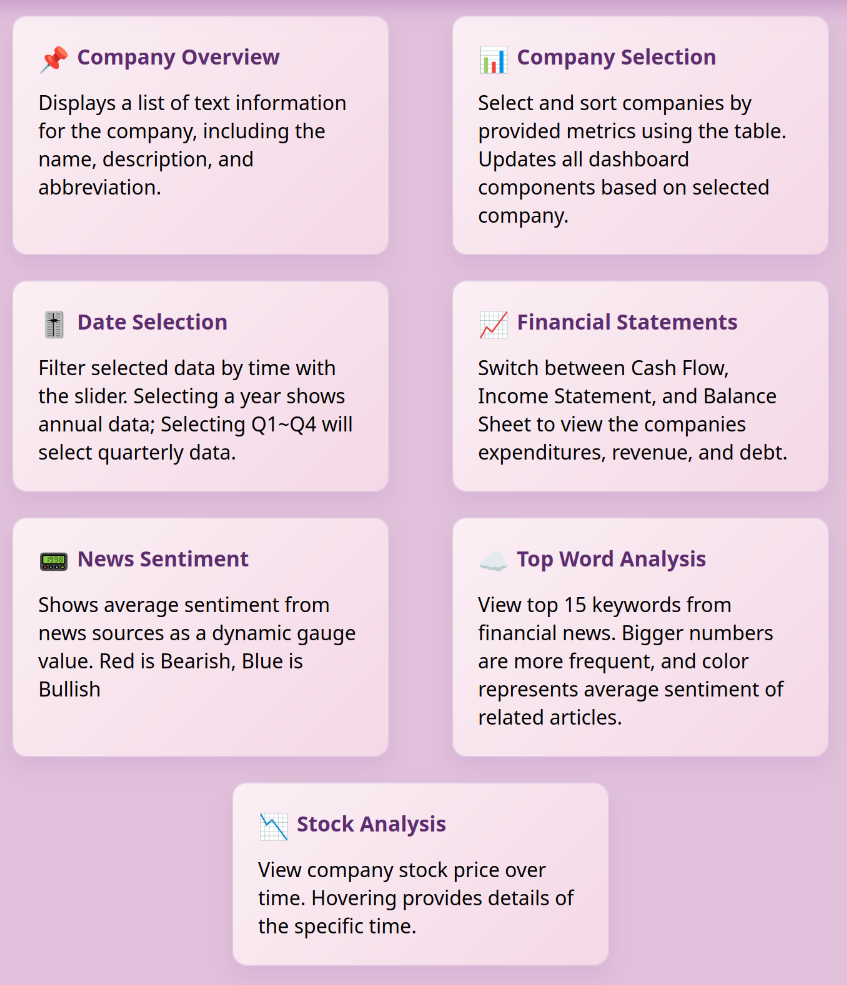 Company Overview
Displays a list of text information
for the company, including the
name, description, and
abbreviation.
Company Selection
Select and sort companies by
provided metrics using the table.
Updates all dashboard
components based on selected
company.
Date Selection
Filter selected data by time with
the slider. Selecting a year shows
annual data; Selecting Q1~Q4 will
select quarterly data.
Financial Statements
Switch between Cash Flow,
Income Statement, and Balance
Sheet to view the companies
expenditures, revenue, and debt.
News Sentiment
Shows average sentiment from
news sources as a dynamic gauge
value. Red is Bearish, Blue is
Bullish
Top Word Analysis
View top 15 keywords from
financial news. Bigger numbers
are more frequent, and color
represents average sentiment of
related articles.
Stock Analysis
View company stock price over
time. Hovering provides details of
the specific time.